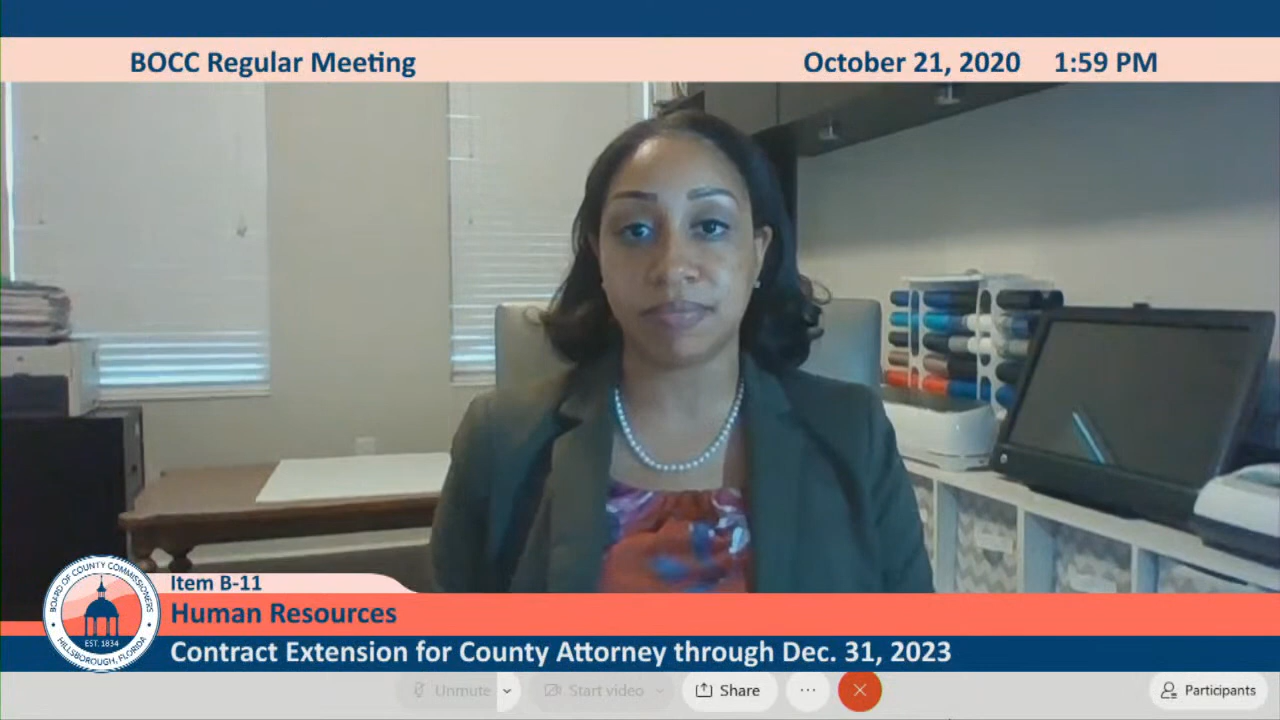 BOCC Regular Meeting
October 21, 2020 1:59 PM
BOARD OF COUNTY COMMISSIONERS
EST. 1834
HILLSBOROUGH, FLORIDA
Item B-11
Human Resources
Contract Extension for County Attorney through Dec. 31, 2023
Unmute
Start video
Share
Participants